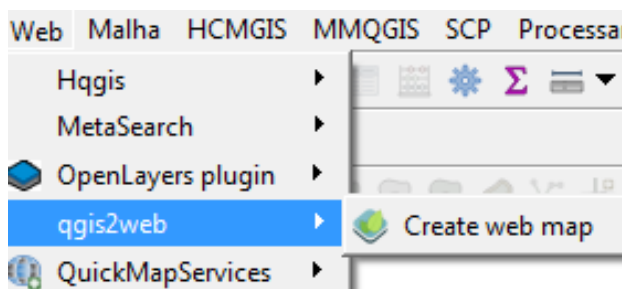 Web Malha HCMGIS MMQGIS SCP Processar
Hqgis
MetaSearch
OpenLayers plugin
qgis2web
Create web map
QuickMapServices